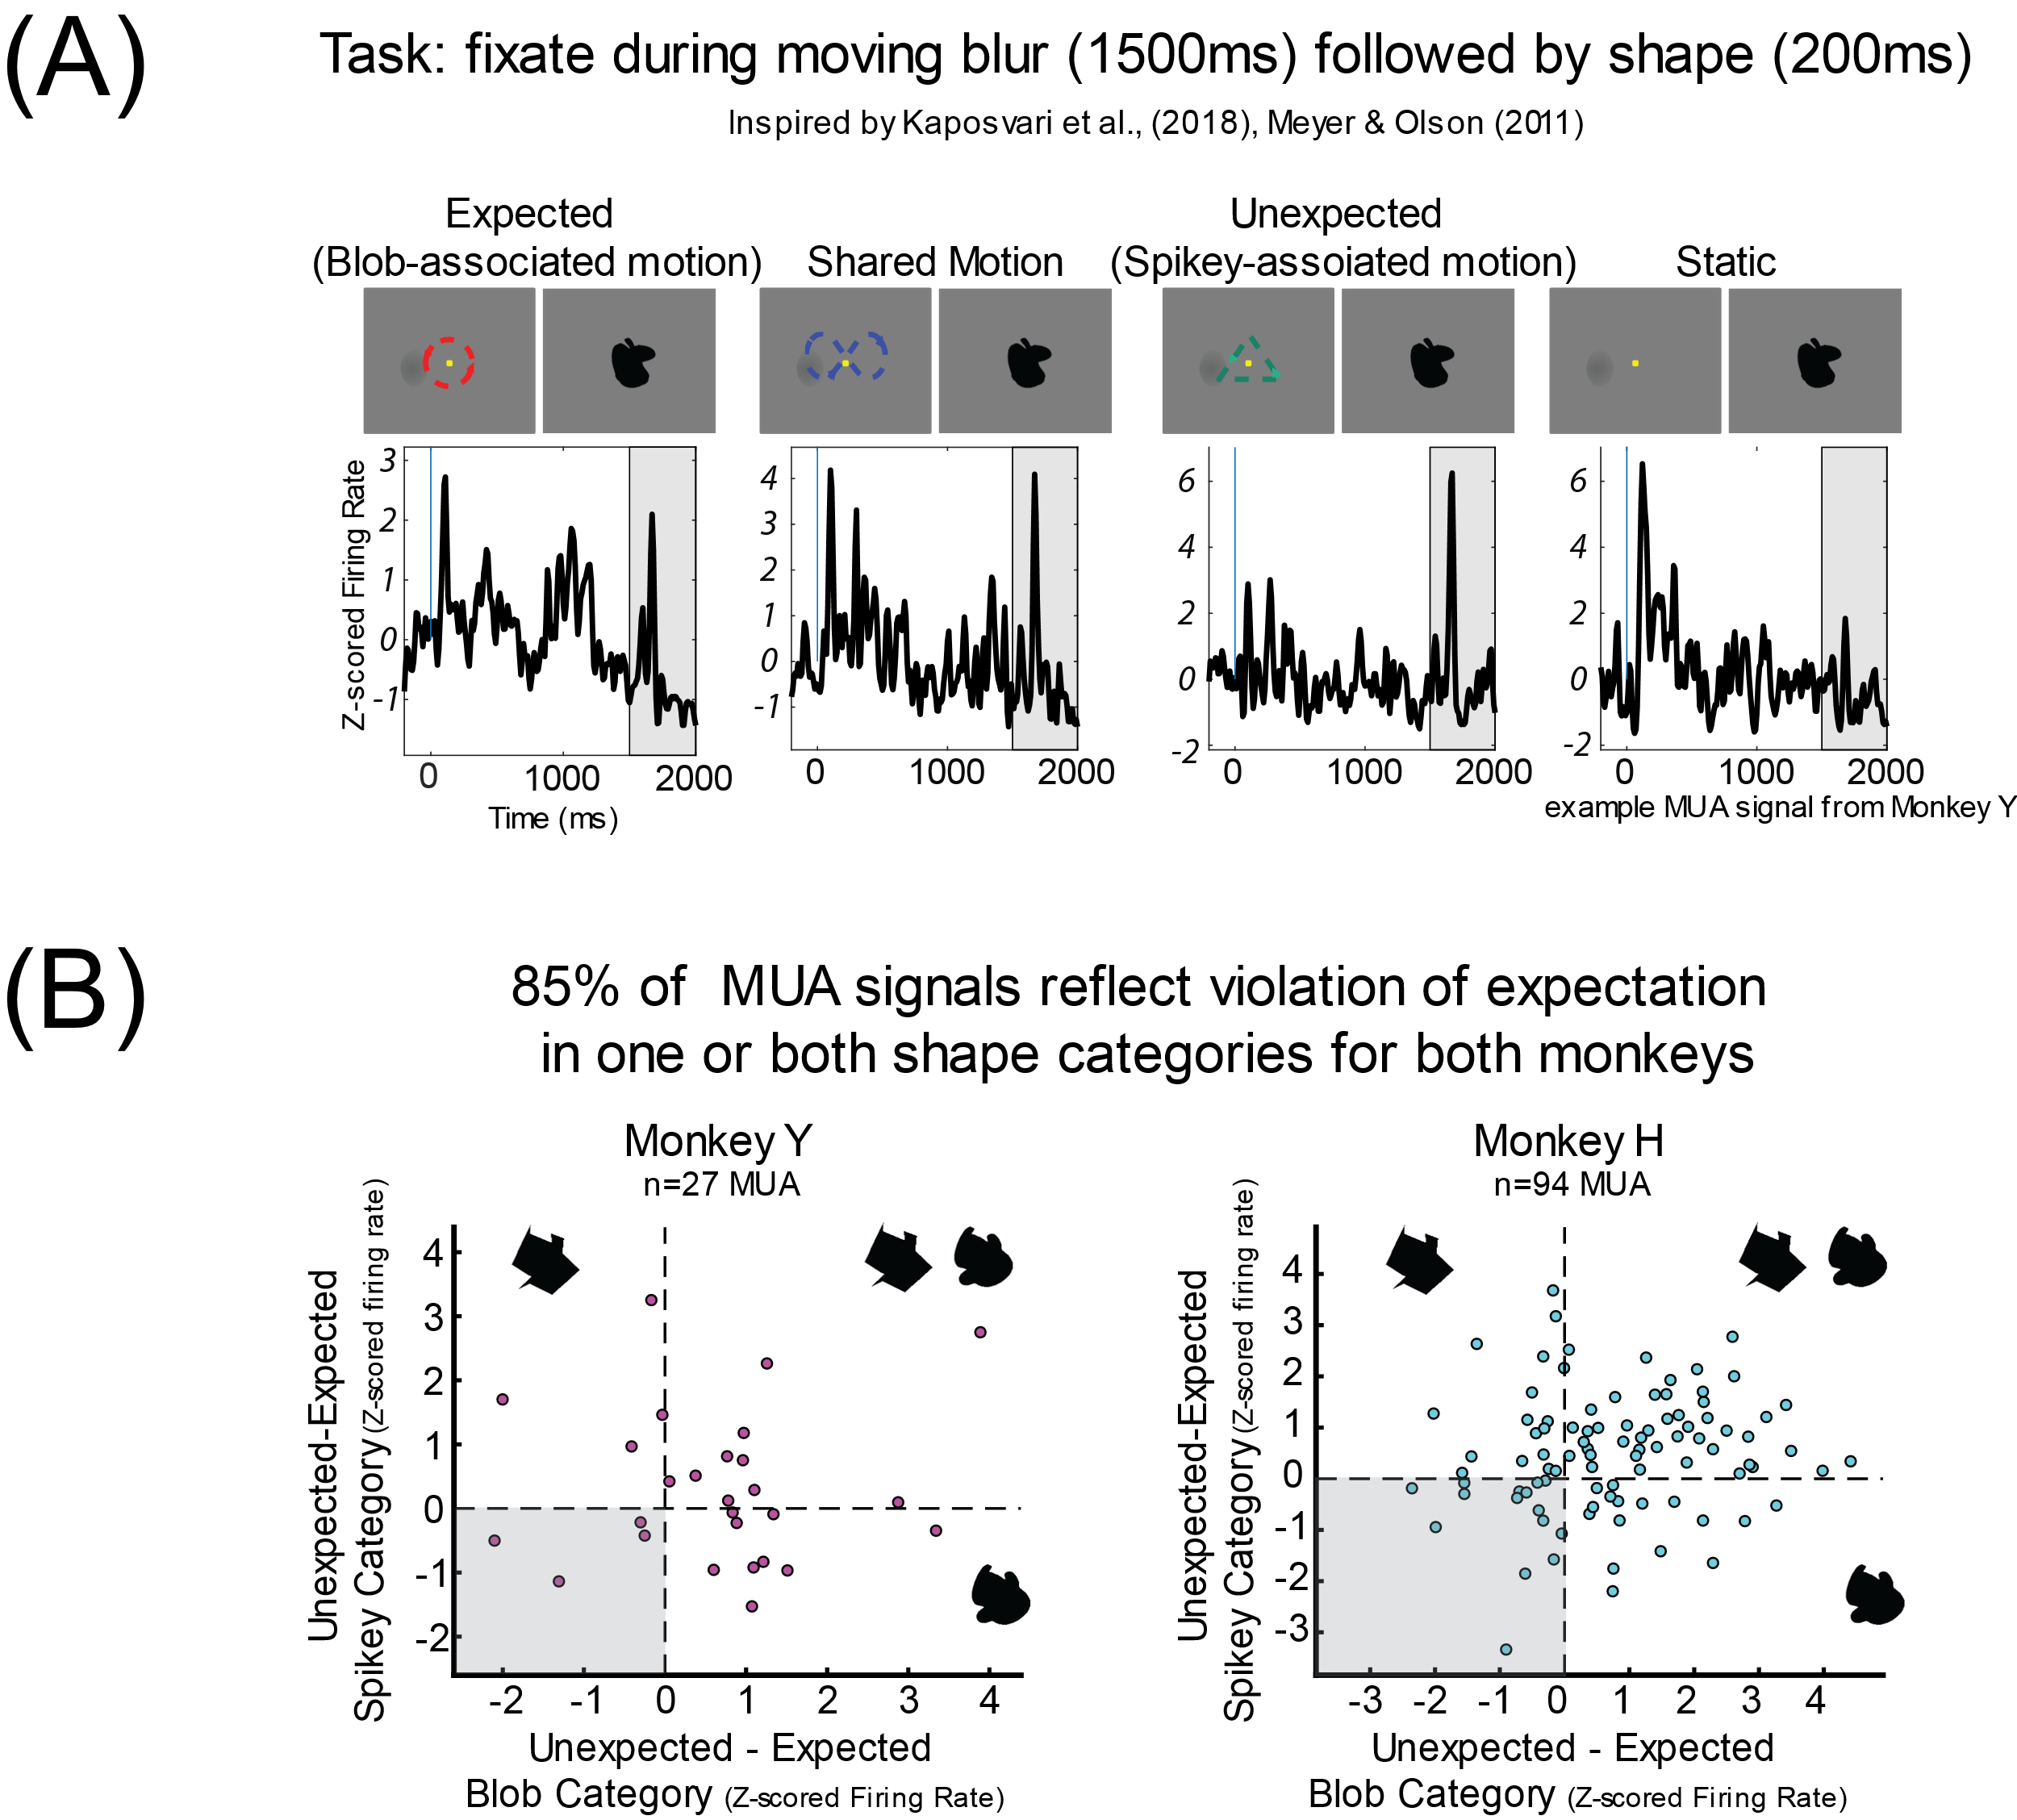 (A)
Task: fixate during moving blur (1500ms) followed by shape (200ms)
Inspired by Kaposvari et al., (2018), Meyer & Olson (2011)
Expected
(Blob-associated motion)
Shared Motion
Unexpected
(Spikey-assoiated motion)
Static
Z-scored Firing Rate
3
2
1
0
-1
0
1000
2000
Time (ms)
4
3
2
1
0
-1
0
1000
2000
6
4
2
0
-2
0
1000
2000
6
4
2
0
-2
0
1000
2000
example MUA signal from Monkey Y
(B)
85% of MUA signals reflect violation of expectation
in one or both shape categories for both monkeys
Monkey Y
n=27 MUA
Unexpected-Expected
Spikey Category (Z-scored firing rate)
4
3
2
1
0
-1
-2
-2
-1
0
1
2
3
4
Unexpected - Expected
Blob Category (Z-scored Firing Rate)
Monkey H
n=94 MUA
Unexpected-Expected
Spikey Category (Z-scored firing rate)
4
3
2
1
0
-1
-2
-3
-3
-2
-1
0
1
2
3
4
Unexpected - Expected
Blob Category (Z-scored Firing Rate)